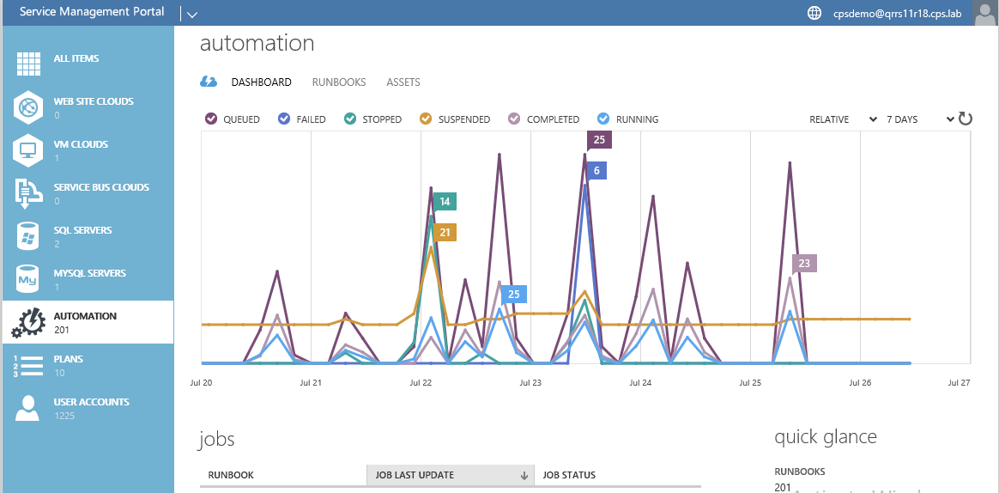 Service Management Portal
cpsdemo@qrrs11r18.cps.lab
ALL ITEMS
WEB SITE CLOUDS
0
VM CLOUDS
1
SERVICE BUS CLOUDS
0
SQL SERVERS
2
MYSQL SERVERS
1
AUTOMATION
201
PLANS
10
USER ACCOUNTS
1225
My
1
2
3
automation
DASHBOARD RUNBOOKS ASSETS
QUEUED FAILED STOPPED SUSPENDED COMPLETED RUNNING RELATIVE 7 DAYS
25
6
14
21
23
25
Jul 20 Jul 21 Jul 22 Jul 23 Jul 24 Jul 25 Jul 26 Jul 27
jobs
RUNBOOK JOB LAST UPDATE JOB STATUS
quick glance
RUNBOOKS
201